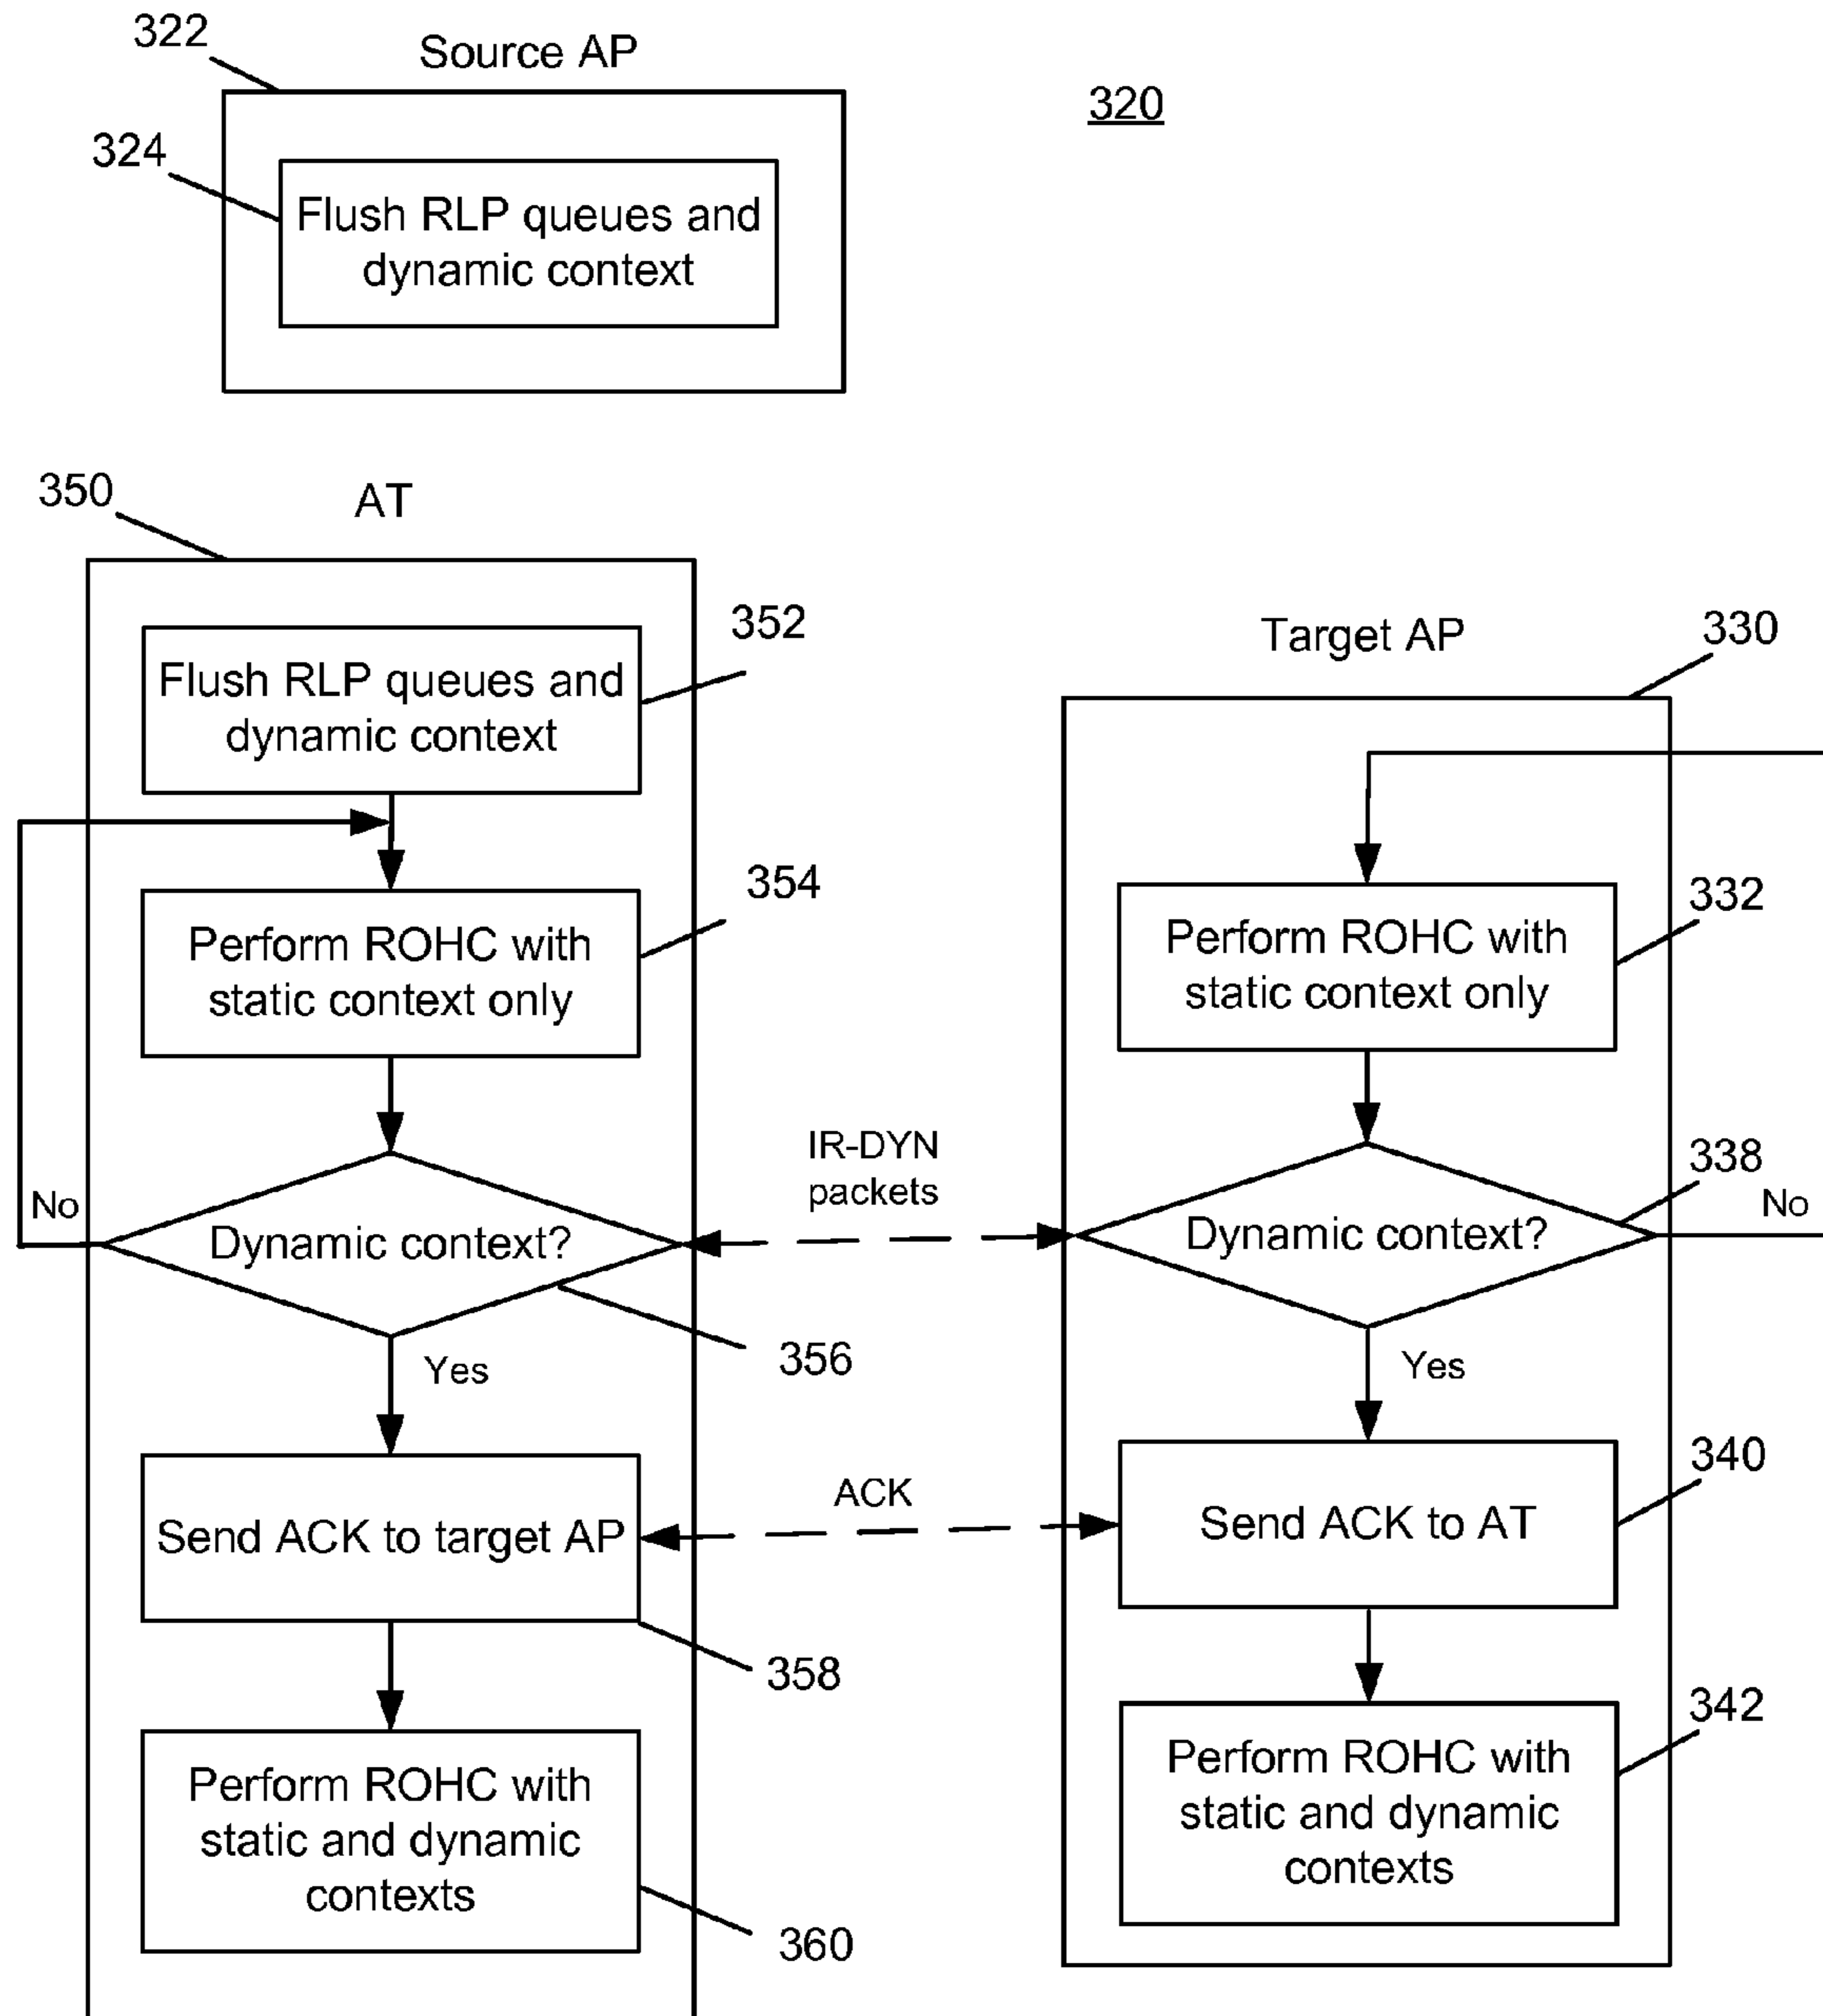 322
Source AP
320
324
Flush RLP queues and
dynamic context
350
AT
352
Flush RLP queues and
dynamic context
354
Perform ROHC with
static context only
No
Dynamic context?
356
Yes
Send ACK to target AP
358
Perform ROHC with
static and dynamic
contexts
360
IR-DYN
packets
ACK
Target AP
330
332
Perform ROHC with
static context only
338
Dynamic context?
No
Yes
340
Send ACK to AT
342
Perform ROHC with
static and dynamic
contexts